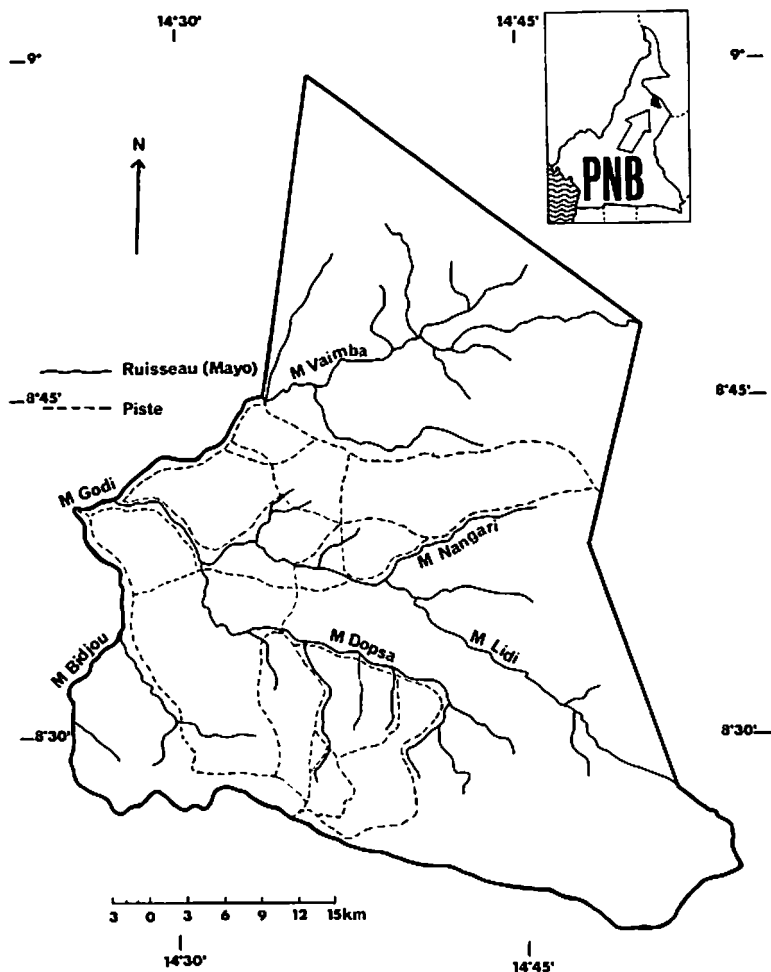 14°30'
14°45'
9°
9°
N
PNB
M Vaimba
Ruisseau (Mayo)
8°45'
8°45'
Piste
M Godi
M Nangari
M Dopsa
M Lidi
M Bidjou
8°30'
8°30'
3 0 3 6 9 12 15km
14°30'
14°45'